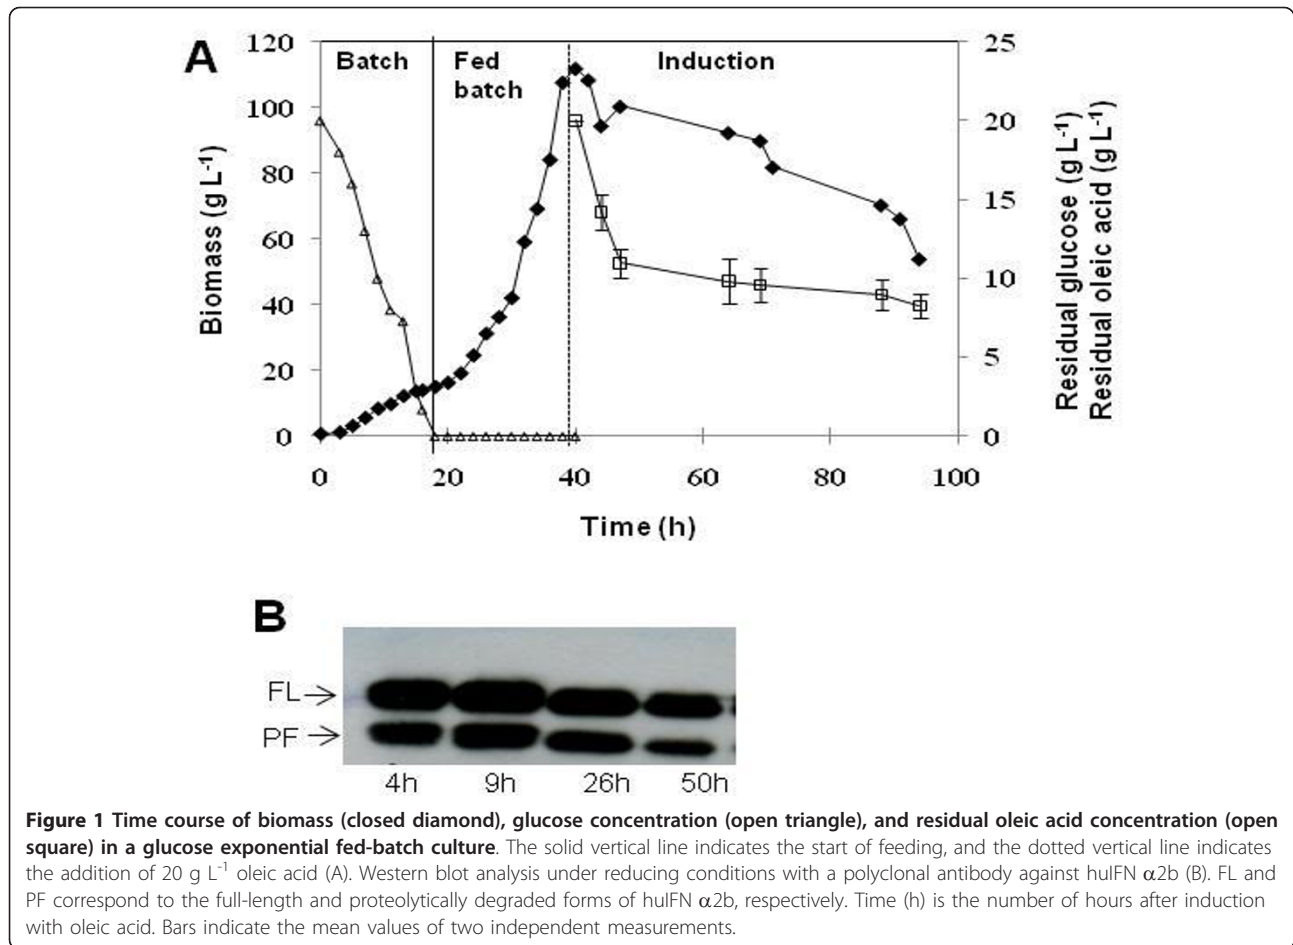 A
Batch
Fed
batch
Induction
120
100
80
60
40
20
0
Biomass (g L-1)
25
20
15
10
5
0
Residual glucose (g L-1)
Residual oleic acid (g L-1)
0 20 40 60 80 100
Time (h)
B
FL
PF
4h 9h 26h 50h
Figure 1 Time course of biomass (closed diamond), glucose concentration (open triangle), and residual oleic acid concentration (open
square) in a glucose exponential fed-batch culture. The solid vertical line indicates the start of feeding, and the dotted vertical line indicates
the addition of 20 g L-1 oleic acid (A). Western blot analysis under reducing conditions with a polyclonal antibody against huIFN α2b (B). FL and
PF correspond to the full-length and proteolytically degraded forms of huIFN α2b, respectively. Time (h) is the number of hours after induction
with oleic acid. Bars indicate the mean values of two independent measurements.